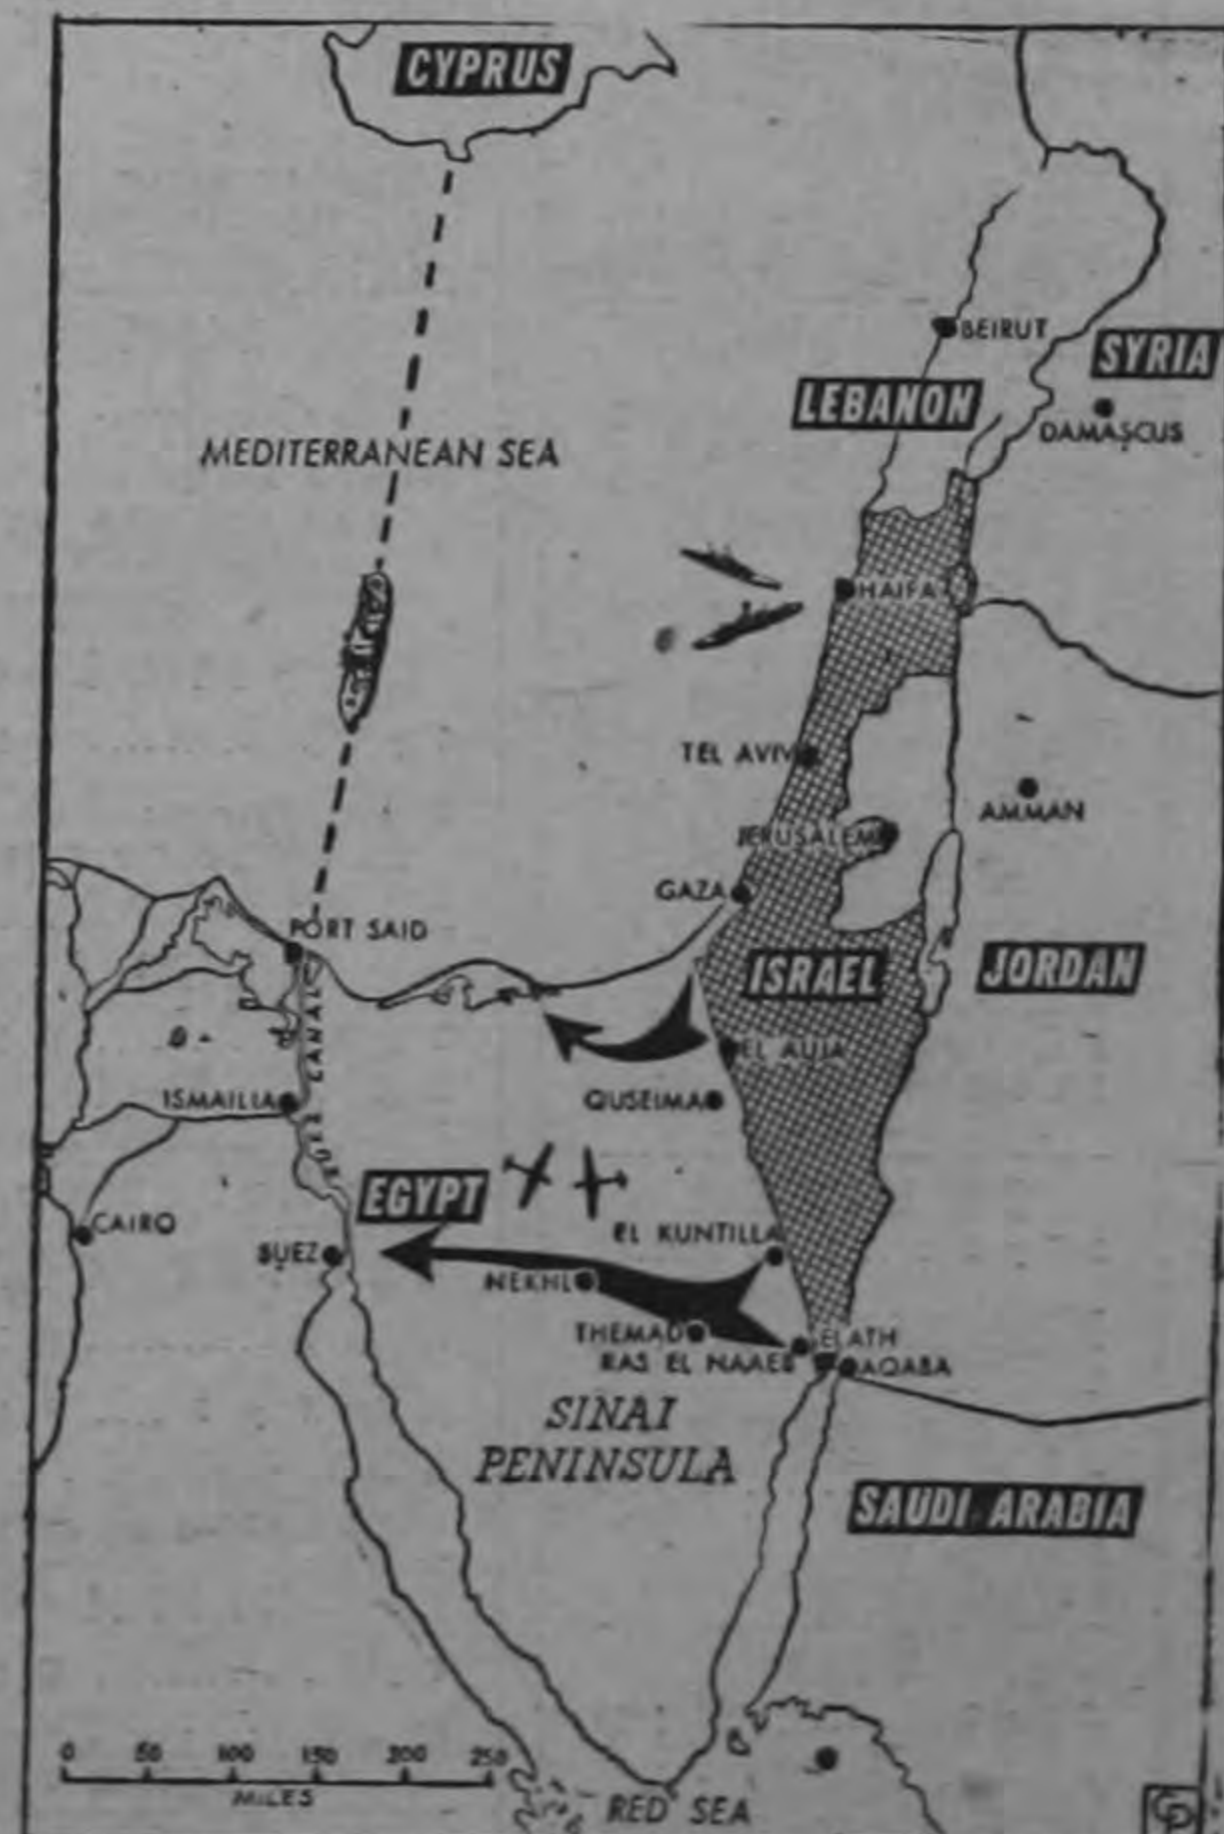 CYPRUS
BEIRUT
SYRIA
LEBANON
DAMASCUS
MEDITERRANEAN SEA
HAIFA
TEL AVIV
AMMAN
JERUSALEM
GAZA
PORT SAID
ISRAEL
JORDAN
SUEZ CANAL
EL AUJA
ISMAILIA
QUSEIMA
EGYPT
CAIRO
EL KUNTILLA
SUEZ
NEKHL
THEMAD
ELATH
RAS EL NAAEB
AQABA
SINAI
PENINSULA
SAUDI ARABIA
0 50 100 150 200 250
MILES
RED SEA
CP